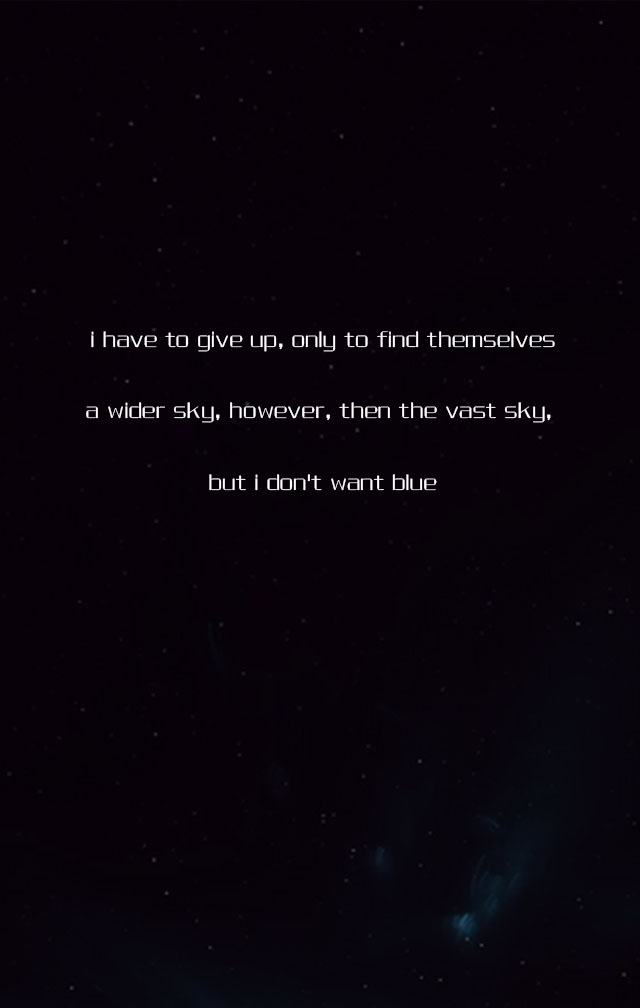 i have to give up, only to find themselves
a wider sky, however, then the vast sky,
but i don't want blue